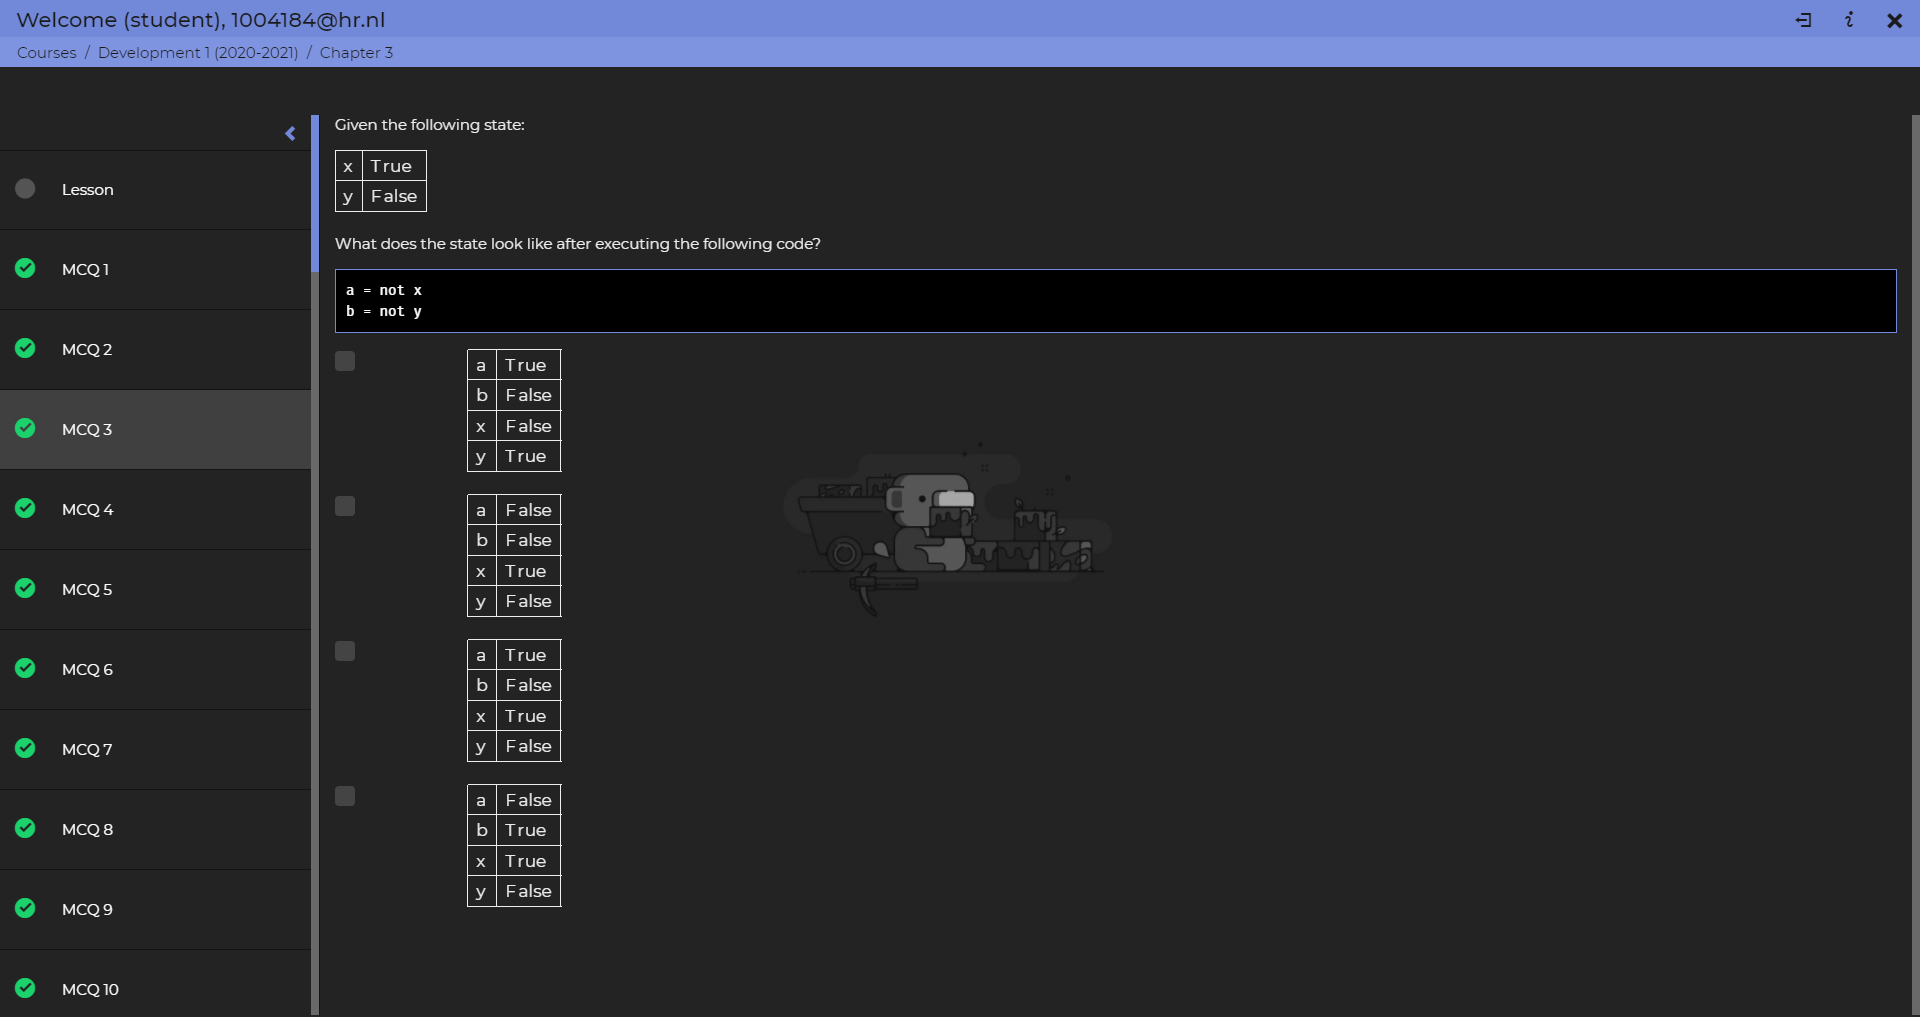 Welcome (student), 1004184@hr.nl
Courses / Development 1 (2020-2021) / Chapter 3
Lesson
MCQ 1
MCQ 2
MCQ 3
MCQ 4
MCQ 5
MCQ 6
MCQ 7
MCQ 8
MCQ 9
MCQ 10
Given the following state:
x True
y False
What does the state look like after executing the following code?
a = not x
b = not y
a True
b False
x False
y True
a False
b False
x True
y False
a True
b False
x True
y False
a False
b True
x True
y False